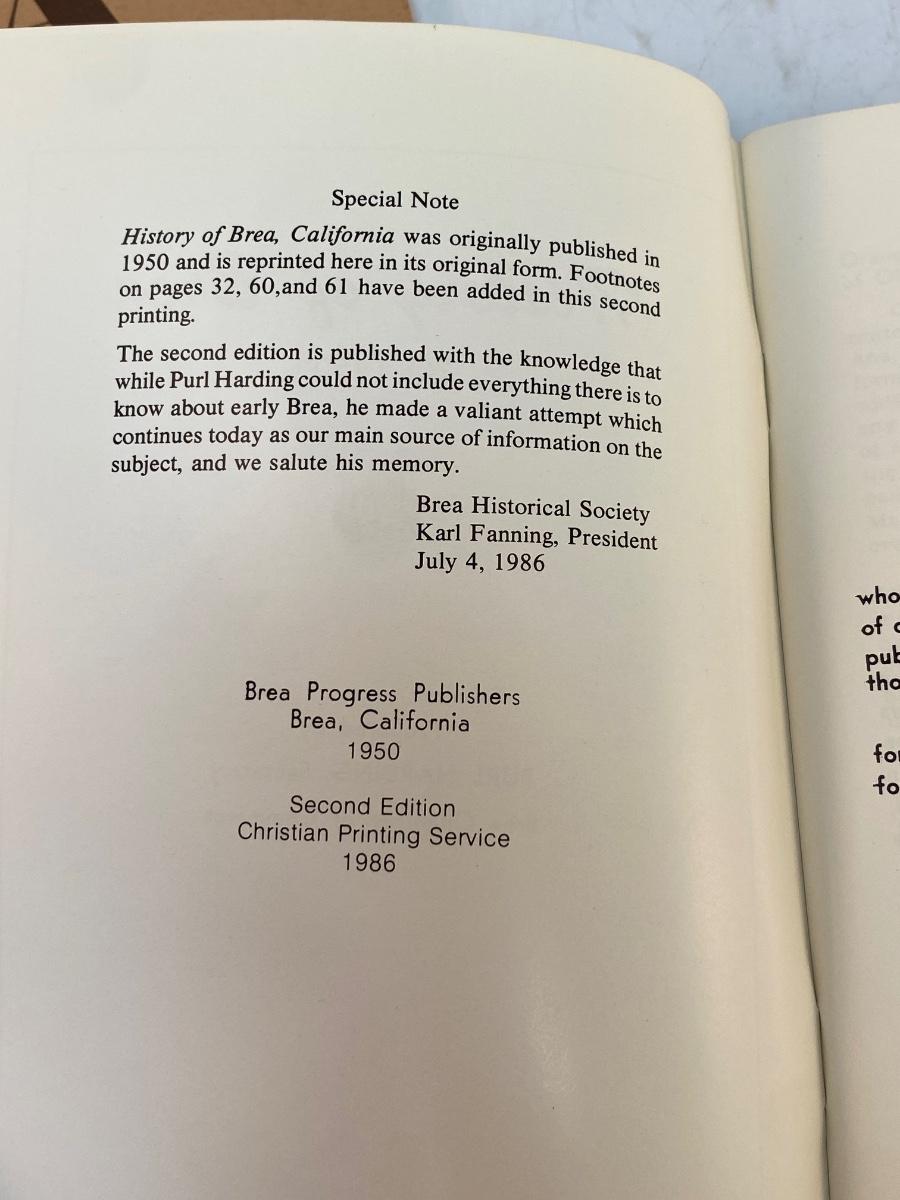 Special Note
History of Brea, California was originally published in
1950 and is reprinted here in its original form. Footnotes
on pages 32, 60,and 61 have been added in this second
printing.
The second edition is published with the knowledge that
while Purl Harding could not include everything there is to
know about early Brea, he made a valiant attempt which
continues today as our main source of information on the
subject, and we salute his memory.
Brea Historical Society
Karl Fanning, President
July 4, 1986
Brea Progress Publishers
Brea, California
1950
Second Edition
Christian Printing Service
1986
who
of